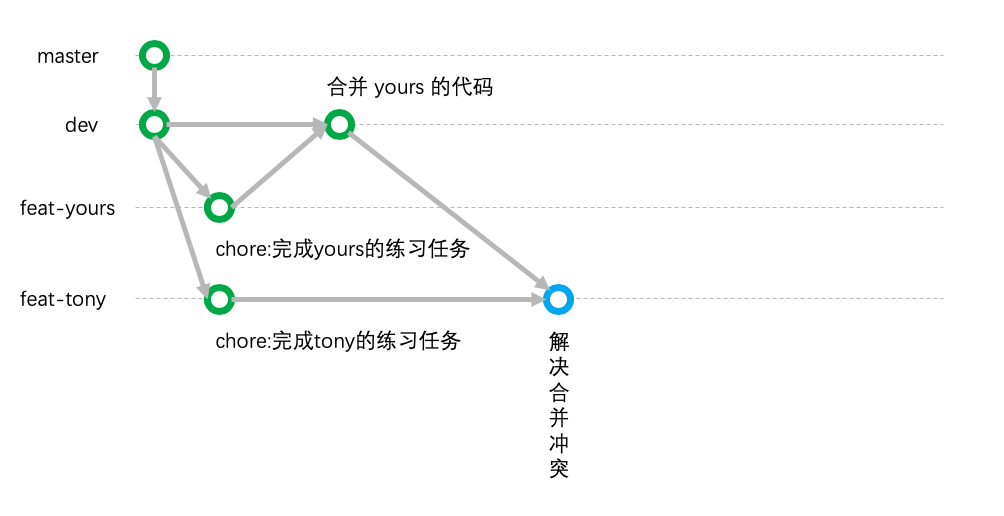 master
合并 yours 的代码
dev
feat-yours
chore:完成yours的练习任务
feat-tony
chore:完成tony的练习任务
解决合并冲突